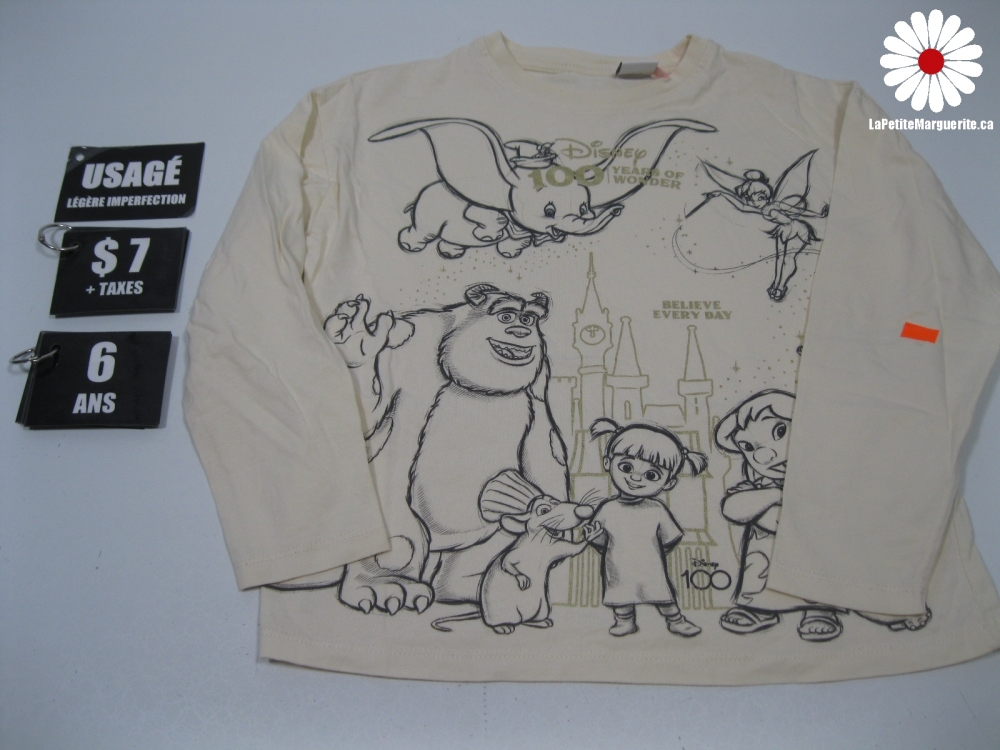 LaPetiteMarguerite.ca
USAGÉ
LÉGÈRE IMPERFECTION
$ 7
+ TAXES
6
ANS
Disney
100 YEARS OF
WONDER
BELIEVE
EVERY DAY
Disney
100